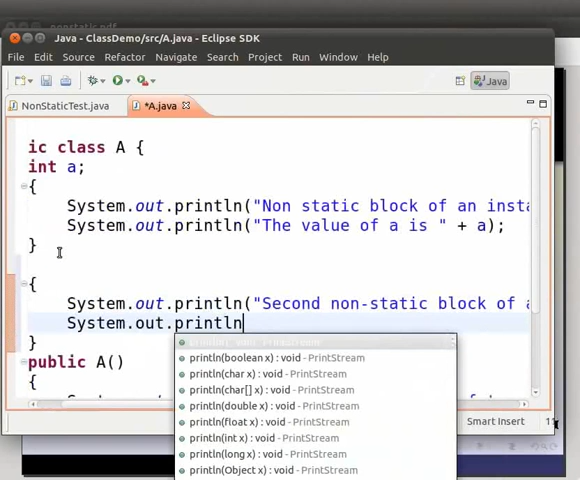 Java - ClassDemo/src/A.java - Eclipse SDK
File Edit Source Refactor Navigate Search Project Run Window Help
Java
NonStaticTest.java *A.java
ic class A {
int a;
{
System.out.println("Non static block of an insta
System.out.println("The value of a is " + a);
}
{
System.out.println("Second non-static block of a
System.out.println
}
println(boolean x) : void - PrintStream
public A()
println(char x) : void - PrintStream
{
println(char[] x) : void - PrintStream
println(double x) : void - PrintStream
println(float x) : void - PrintStream
Smart Insert
println(int x) : void - PrintStream
println(long x) : void - PrintStream
println(Object x) : void - PrintStream